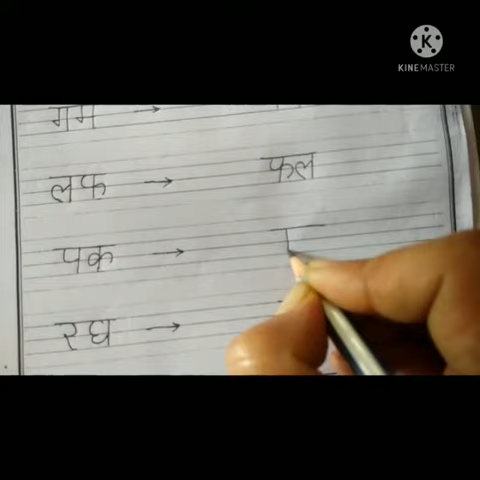 K
KINEMASTER
गम →
लफ → फल
पक →
रघ →